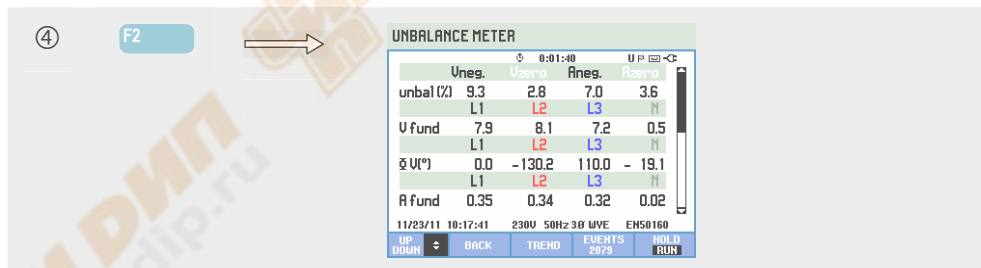 ④ F2
UNBALANCE METER
0:01:40 U
Vneg. Vzero Aneg. Azero
unbal(%) 9.3 2.8 7.0 3.6
L1 L2 L3 N
V fund 7.9 8.1 7.2 0.5
L1 L2 L3 N
Φ V(°) 0.0 -130.2 110.0 - 19.1
L1 L2 L3 N
A fund 0.35 0.34 0.32 0.02
11/23/11 10:17:41 230V 50Hz 3.0 WYE EN50160
UP DOWN BACK TREND EVENTS 2079 HOLD RUN